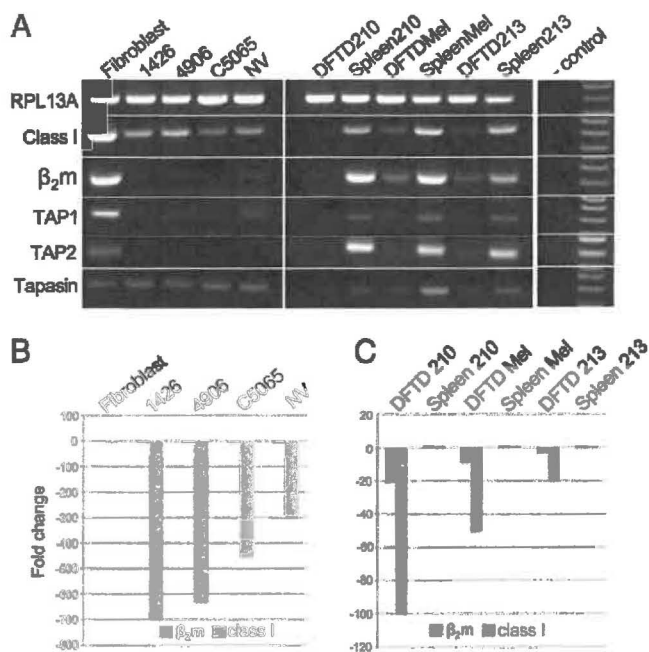 A
Fibroblast
1426
4906
C5065
NV
DFTD210
Spleen210
DFTDMel
SpleenMel
DFTD213
Spleen213
- control
RPL13A
Class I
β₂m
TAP1
TAP2
Tapasin
B
Fibroblast
1426
4906
C5065
NV
Fold change
100
0
-100
-200
-300
-400
-500
-600
-700
-800
β₂m class I
C
DFTD 210
Spleen 210
DFTD Mel
Spleen Mel
DFTD 213
Spleen 213
20
0
-20
-40
-60
-80
-100
-120
β₂m class I